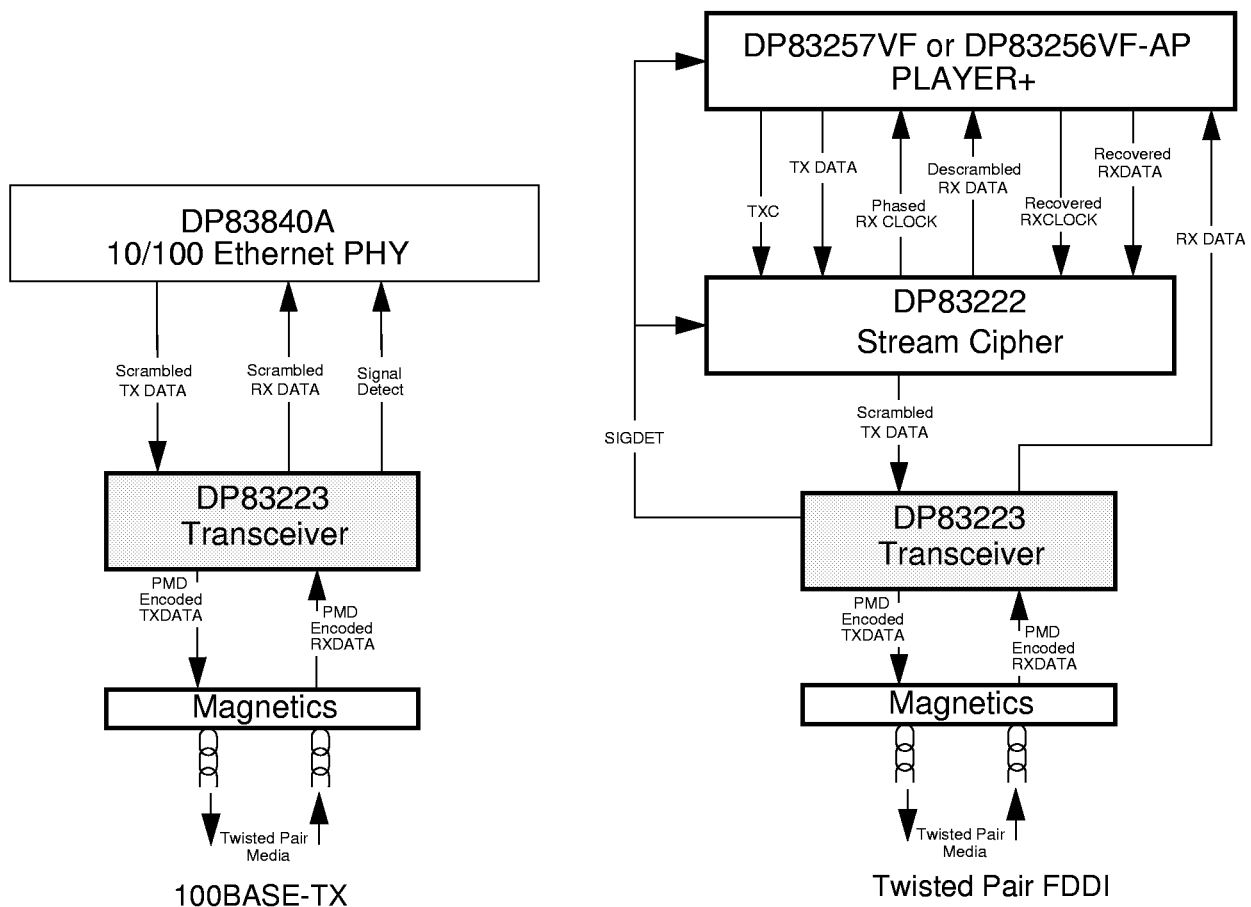 DP83840A
10/100 Ethernet PHY
Scrambled
TX DATA
Scrambled
RX DATA
Signal
Detect
DP83223
Transceiver
PMD
Encoded
TXDATA
PMD
Encoded
RXDATA
Magnetics
Twisted Pair
Media
100BASE-TX
DP83257VF or DP83256VF-AP
PLAYER+
TXC
TX DATA
Phased
RX CLOCK
Descrambled
RX DATA
Recovered
RXCLOCK
Recovered
RXDATA
RX DATA
DP83222
Stream Cipher
Scrambled
TX DATA
SIGDET
DP83223
Transceiver
PMD
Encoded
TXDATA
PMD
Encoded
RXDATA
Magnetics
Twisted Pair
Media
Twisted Pair FDDI